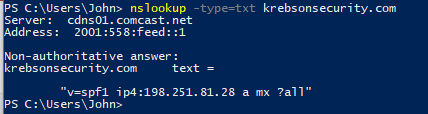 PS C:\Users\John> nslookup -type=txt krebsonsecurity.com
Server:  cdns01.comcast.net
Address:  2001:558:feed::1

Non-authoritative answer:
krebsonsecurity.com     text =

        "v=spf1 ip4:198.251.81.28 a mx ?all"
PS C:\Users\John>